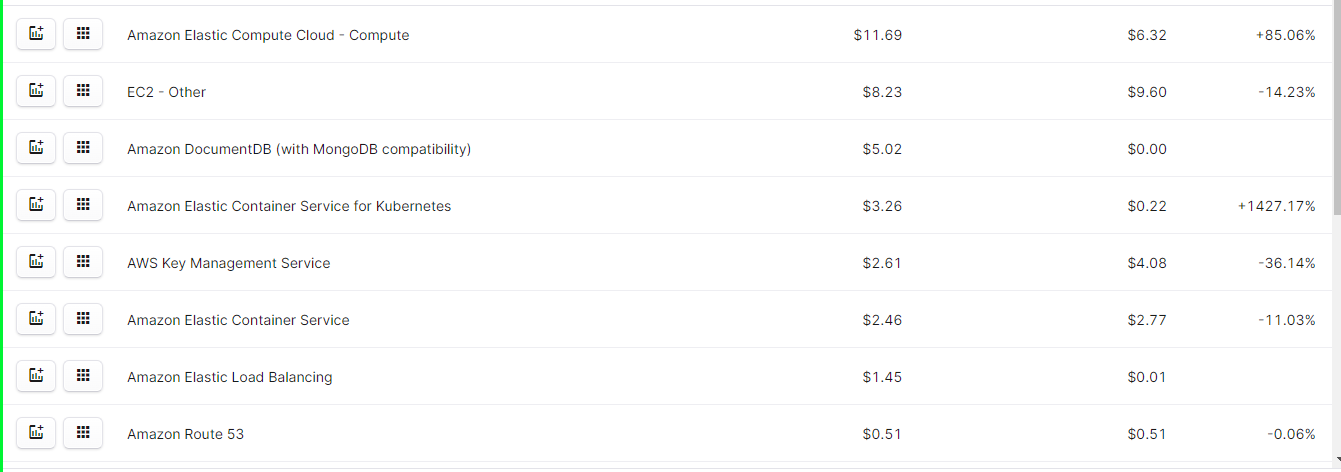 Amazon Elastic Compute Cloud - Compute $11.69 $6.32 +85.06%
EC2 - Other $8.23 $9.60 -14.23%
Amazon DocumentDB (with MongoDB compatibility) $5.02 $0.00
Amazon Elastic Container Service for Kubernetes $3.26 $0.22 +1427.17%
AWS Key Management Service $2.61 $4.08 -36.14%
Amazon Elastic Container Service $2.46 $2.77 -11.03%
Amazon Elastic Load Balancing $1.45 $0.01
Amazon Route 53 $0.51 $0.51 -0.06%